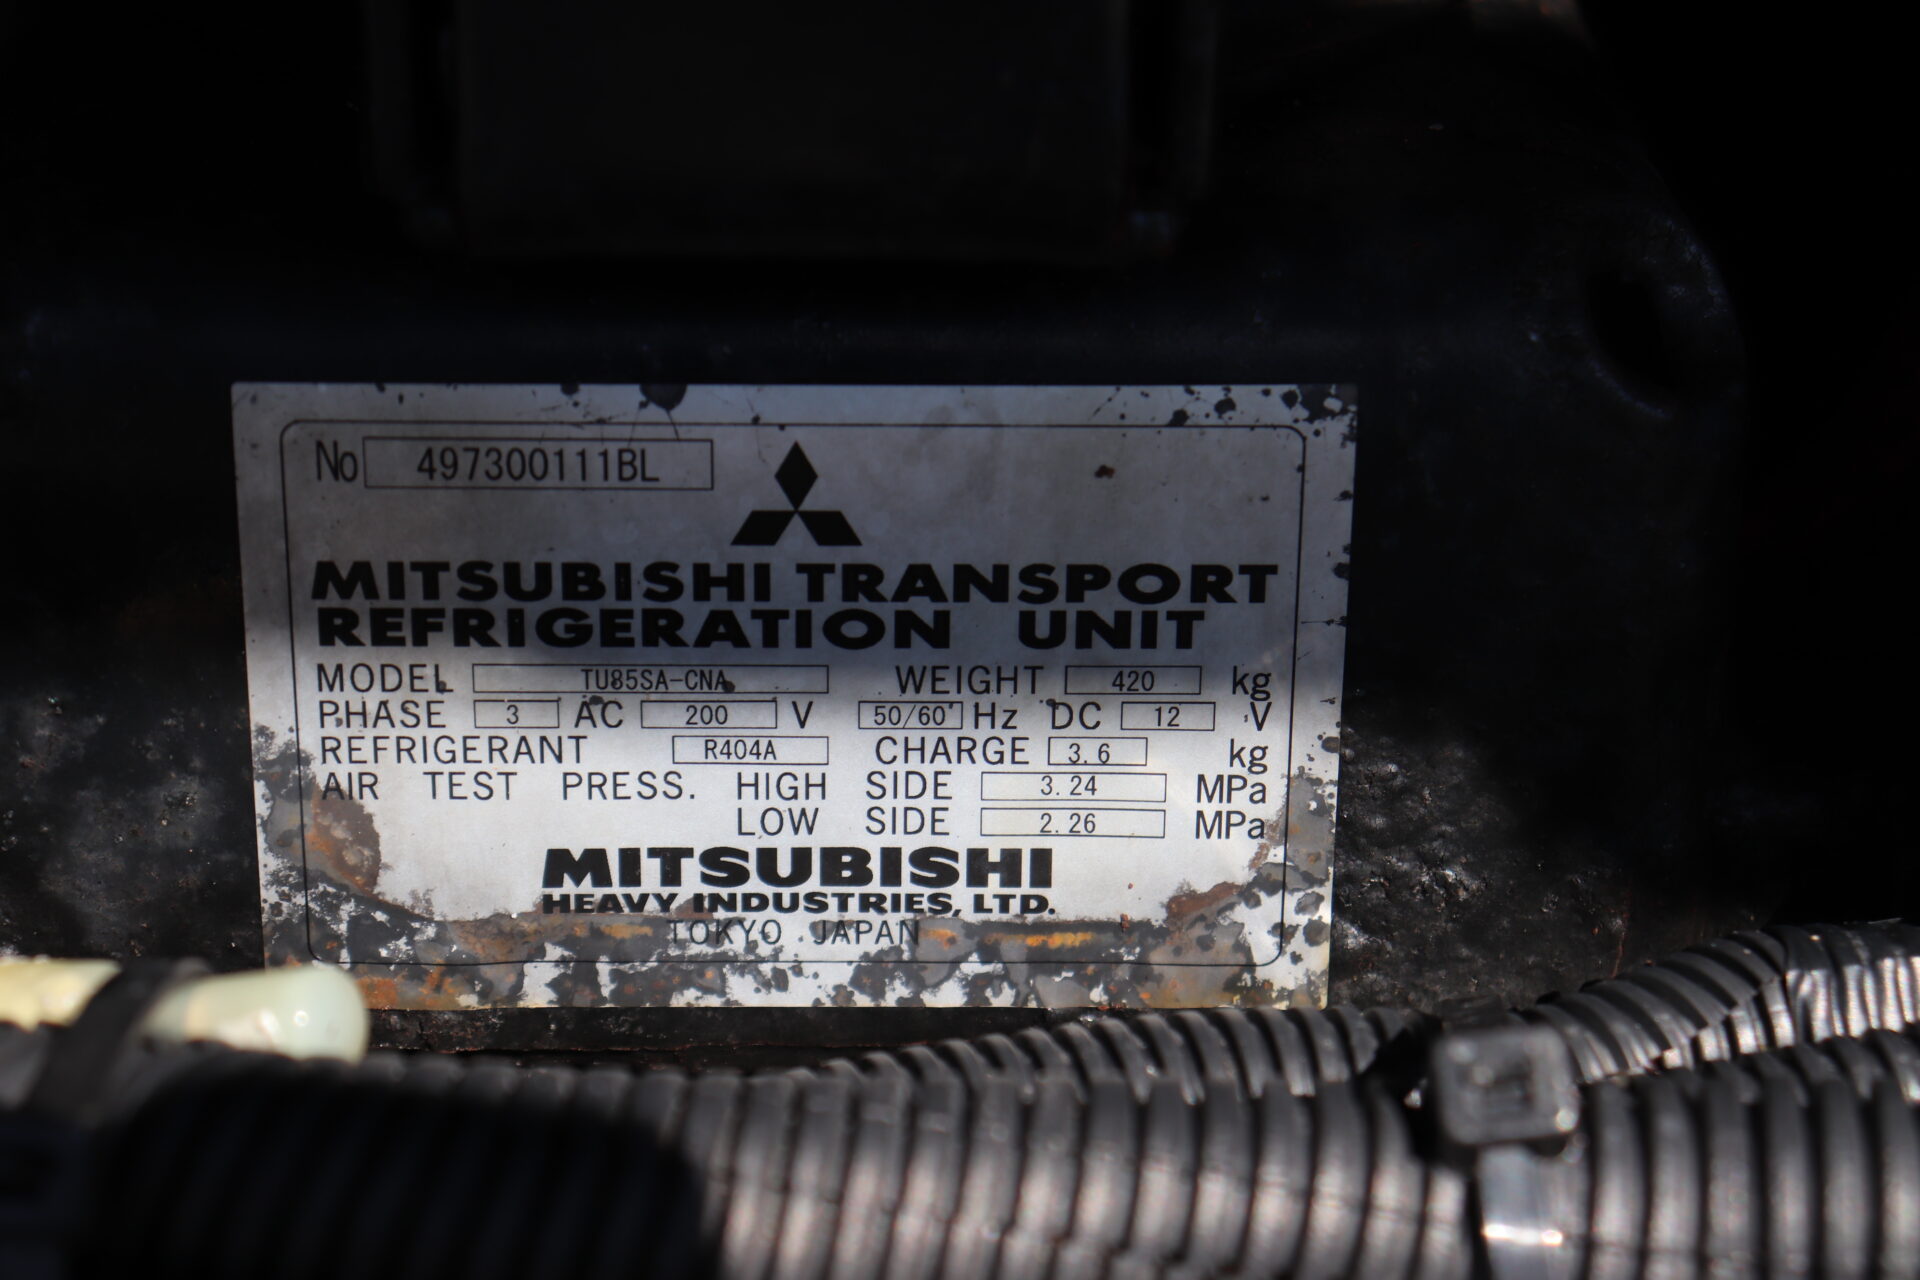 No 497300111BL
MITSUBISHI TRANSPORT
REFRIGERATION UNIT
MODEL TU85SA-CNA WEIGHT 420 kg
PHASE 3 AC 200 V 50/60 Hz DC 12 V
REFRIGERANT R404A CHARGE 3.6 kg
AIR TEST PRESS. HIGH SIDE 3.24 MPa
LOW SIDE 2.26 MPa
MITSUBISHI
HEAVY INDUSTRIES, LTD.
TOKYO JAPAN